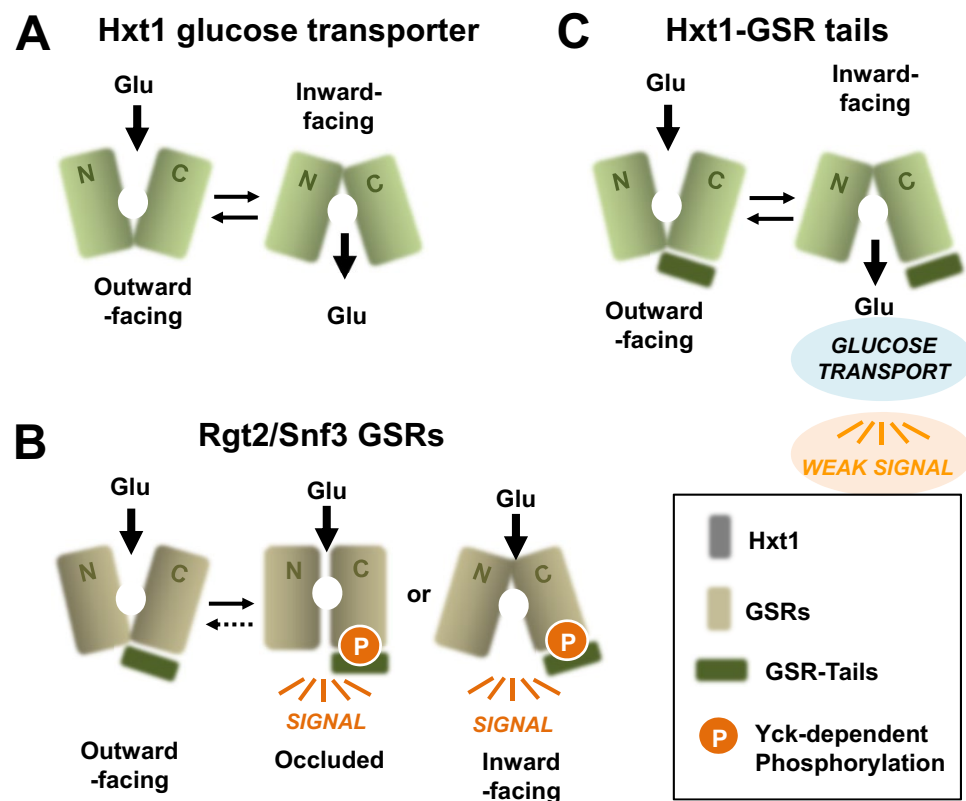 A Hxt1 glucose transporter
Glu
Inward-
facing
N C
N C
Outward
-facing
Glu
B Rgt2/Snf3 GSRs
Glu
Glu
Glu
N C
N C
or
N C
P
P
SIGNAL
SIGNAL
Outward
-facing
Occluded
Inward
-facing
C Hxt1-GSR tails
Glu
Inward-
facing
N C
N C
Outward
-facing
Glu
GLUCOSE
TRANSPORT
WEAK SIGNAL
Hxt1
GSRs
GSR-Tails
P Yck-dependent
Phosphorylation